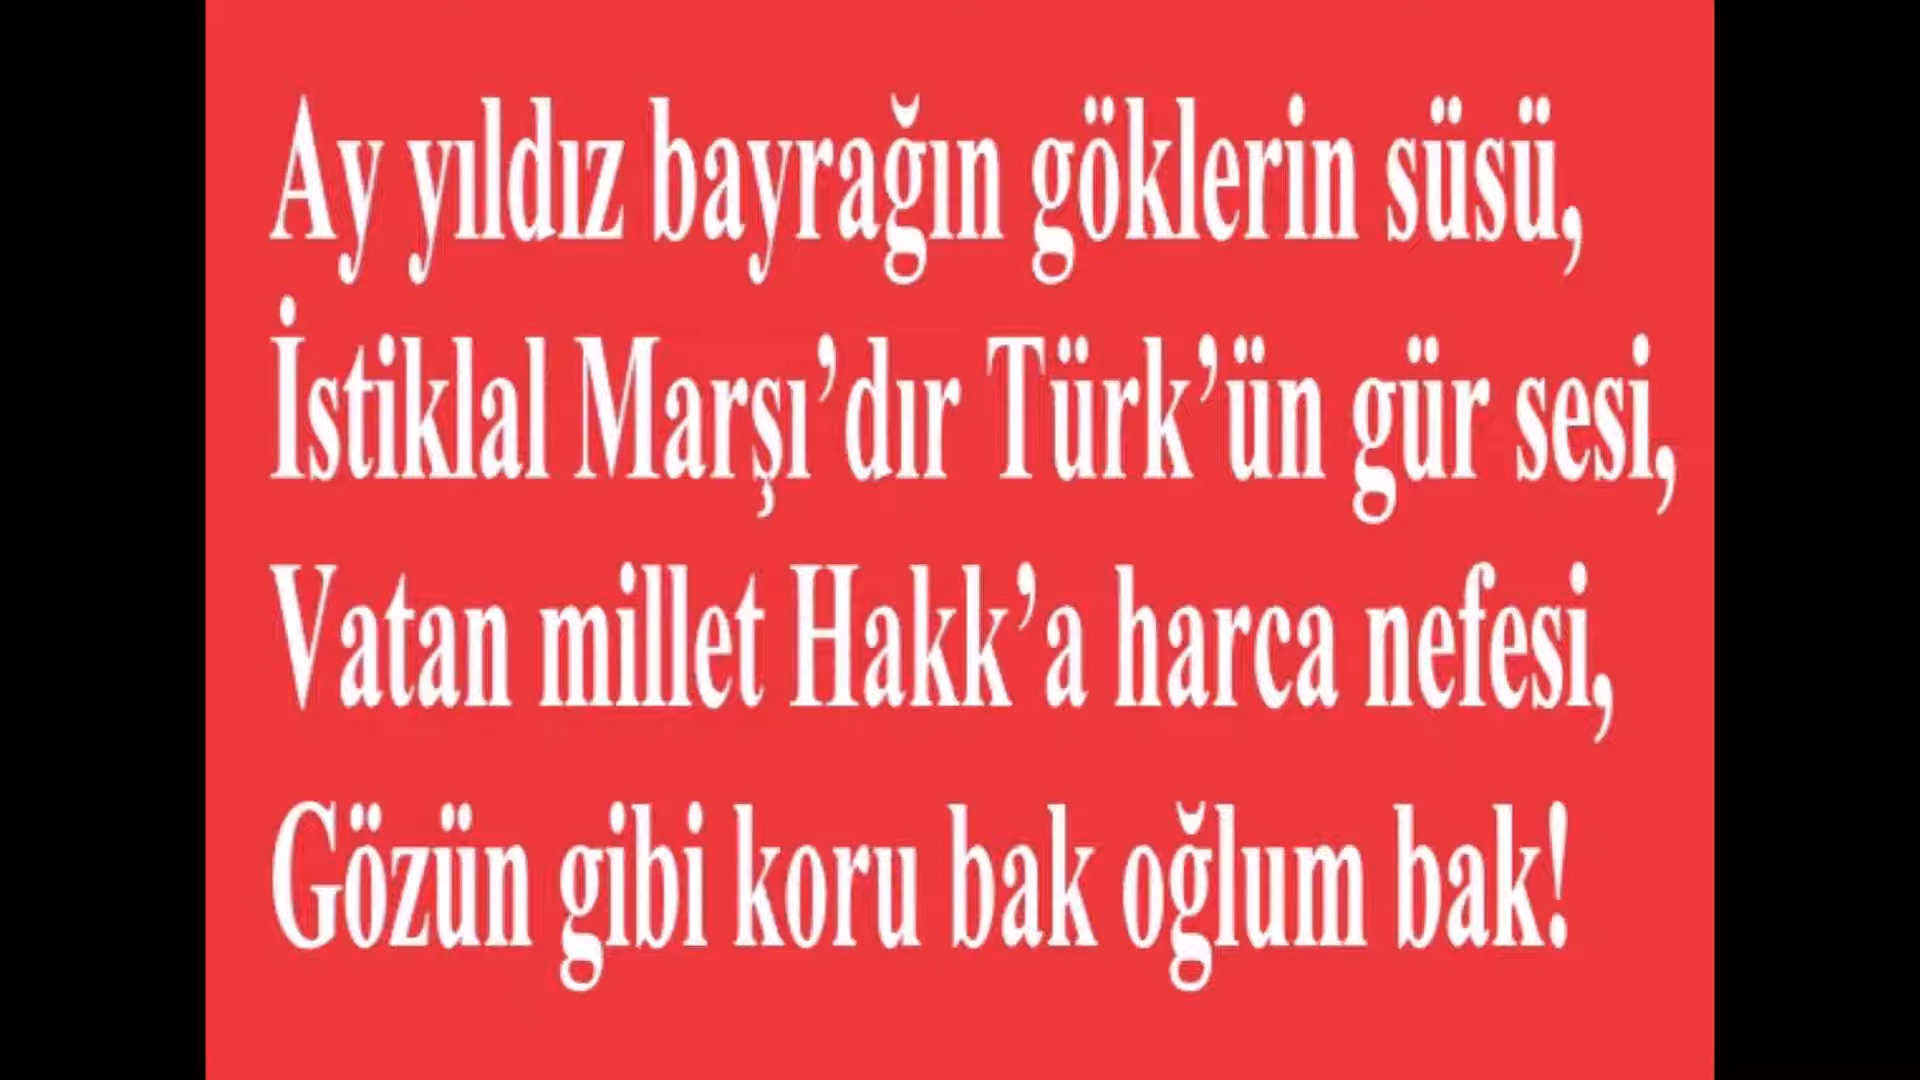 Ay yıldız bayrağın göklerin süsü,
İstiklal Marşı’dır Türk’ün gür sesi,
Vatan millet Hakk’a harca nefesi,
Gözün gibi koru bak oğlum bak!